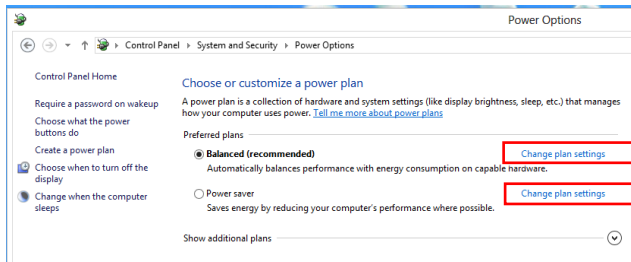 Power Options
Control Panel ▸ System and Security ▸ Power Options
Control Panel Home
Require a password on wakeup
Choose what the power
buttons do
Create a power plan
Choose when to turn off the
display
Change when the computer
sleeps
Choose or customize a power plan
A power plan is a collection of hardware and system settings (like display brightness, sleep, etc.) that manages
how your computer uses power. Tell me more about power plans
Preferred plans
Balanced (recommended) Change plan settings
Automatically balances performance with energy consumption on capable hardware.
Power saver Change plan settings
Saves energy by reducing your computer's performance where possible.
Show additional plans